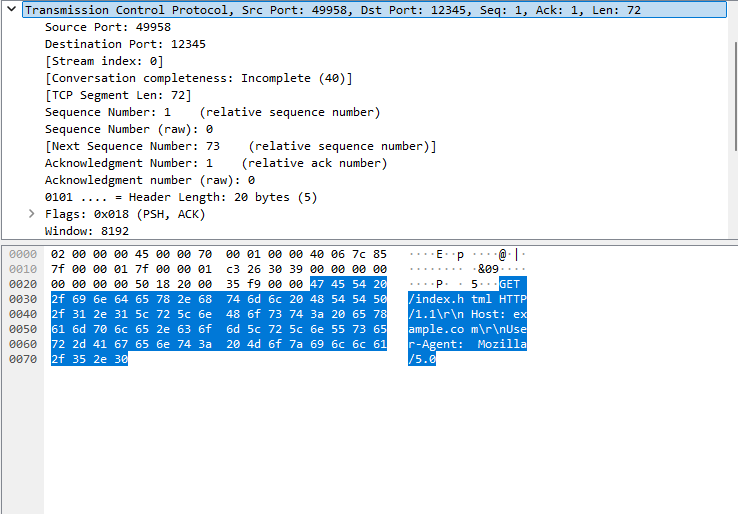 Transmission Control Protocol, Src Port: 49958, Dst Port: 12345, Seq: 1, Ack: 1, Len: 72
Source Port: 49958
Destination Port: 12345
[Stream index: 0]
[Conversation completeness: Incomplete (40)]
[TCP Segment Len: 72]
Sequence Number: 1    (relative sequence number)
Sequence Number (raw): 0
[Next Sequence Number: 73    (relative sequence number)]
Acknowledgment Number: 1    (relative ack number)
Acknowledgment number (raw): 0
0101 .... = Header Length: 20 bytes (5)
Flags: 0x018 (PSH, ACK)
Window: 8192
0000  02 00 00 00 45 00 00 70  00 01 00 00 40 06 7c 85  ····E··p ····@·|·
0010  7f 00 00 01 7f 00 00 01  c3 26 30 39 00 00 00 00  ········ ·&09····
0020  00 00 00 00 50 18 20 00  35 f9 00 00 47 45 54 20  ····P· · 5···GET 
0030  2f 69 6e 64 65 78 2e 68  74 6d 6c 20 48 54 54 50  /index.h tml HTTP
0040  2f 31 2e 31 5c 72 5c 6e  48 6f 73 74 3a 20 65 78  /1.1\r\n Host: ex
0050  61 6d 70 6c 65 2e 63 6f  6d 5c 72 5c 6e 55 73 65  ample.co m\r\nUse
0060  72 2d 41 67 65 6e 74 3a  20 4d 6f 7a 69 6c 6c 61  r-Agent:  Mozilla
0070  2f 35 2e 30  /5.0